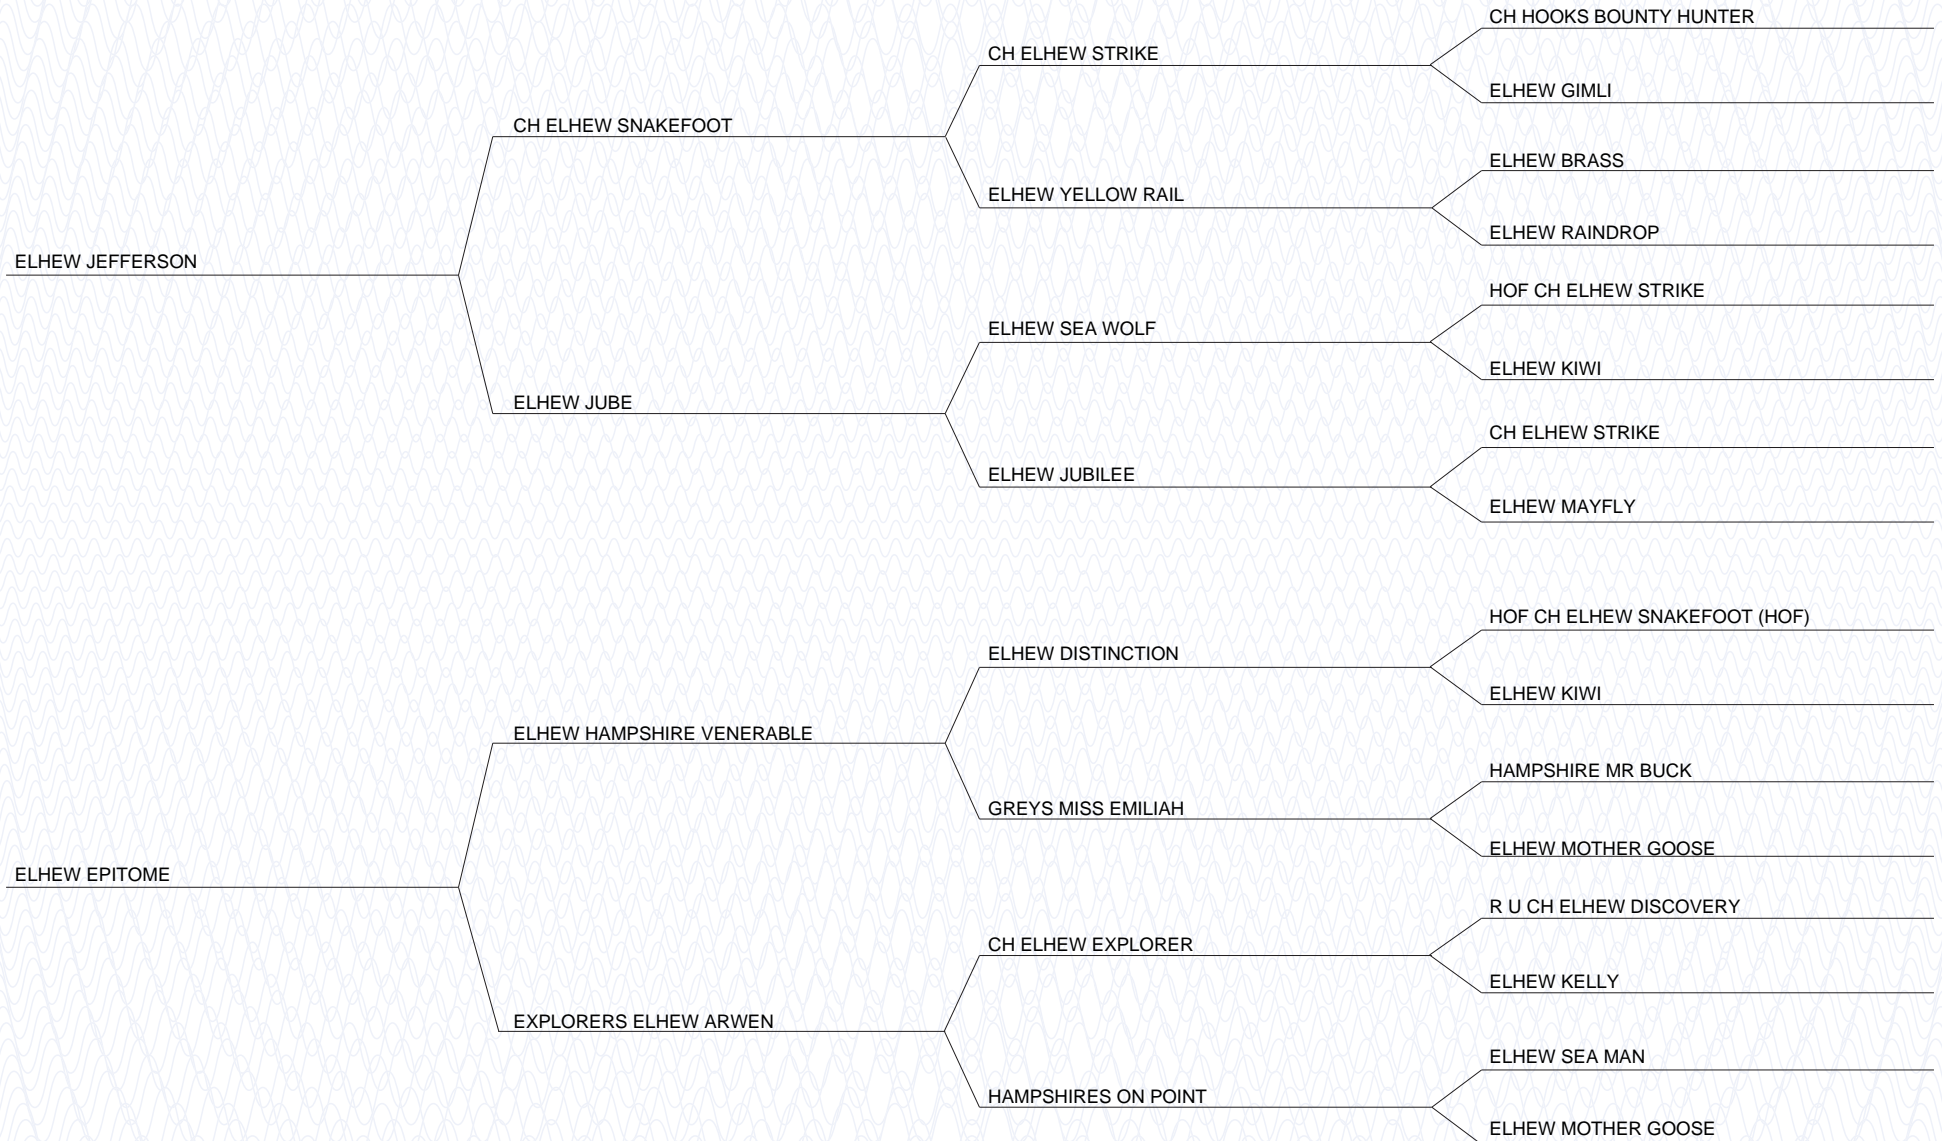 CH HOOKS BOUNTY HUNTER
CH ELHEW STRIKE
ELHEW GIMLI
CH ELHEW SNAKEFOOT
ELHEW BRASS
ELHEW YELLOW RAIL
ELHEW RAINDROP
ELHEW JEFFERSON
HOF CH ELHEW STRIKE
ELHEW SEA WOLF
ELHEW KIWI
ELHEW JUBE
CH ELHEW STRIKE
ELHEW JUBILEE
ELHEW MAYFLY
HOF CH ELHEW SNAKEFOOT (HOF)
ELHEW DISTINCTION
ELHEW KIWI
ELHEW HAMPSHIRE VENERABLE
HAMPSHIRE MR BUCK
GREYS MISS EMILIAH
ELHEW MOTHER GOOSE
ELHEW EPITOME
R U CH ELHEW DISCOVERY
CH ELHEW EXPLORER
ELHEW KELLY
EXPLORERS ELHEW ARWEN
ELHEW SEA MAN
HAMPSHIRES ON POINT
ELHEW MOTHER GOOSE